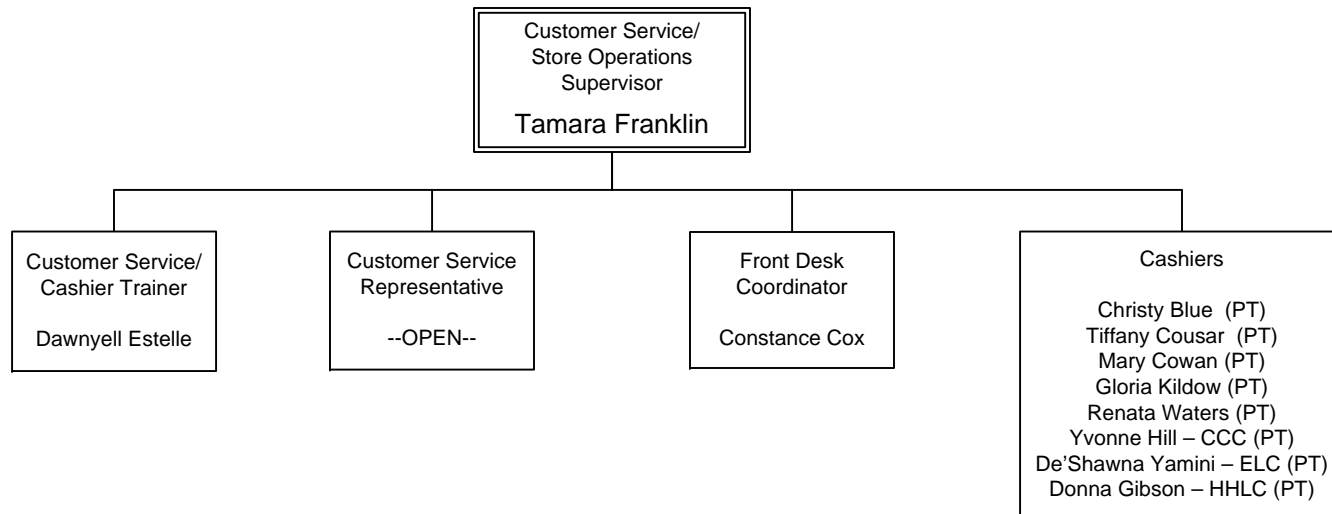 Customer Service/
Store Operations
Supervisor
Tamara Franklin
Customer Service/
Cashier Trainer
Dawnyell Estelle
Customer Service
Representative
--OPEN--
Front Desk
Coordinator
Constance Cox
Cashiers
Christy Blue (PT)
Tiffany Cousar (PT)
Mary Cowan (PT)
Gloria Kildow (PT)
Renata Waters (PT)
Yvonne Hill – CCC (PT)
De’Shawna Yamini – ELC (PT)
Donna Gibson – HHLC (PT)